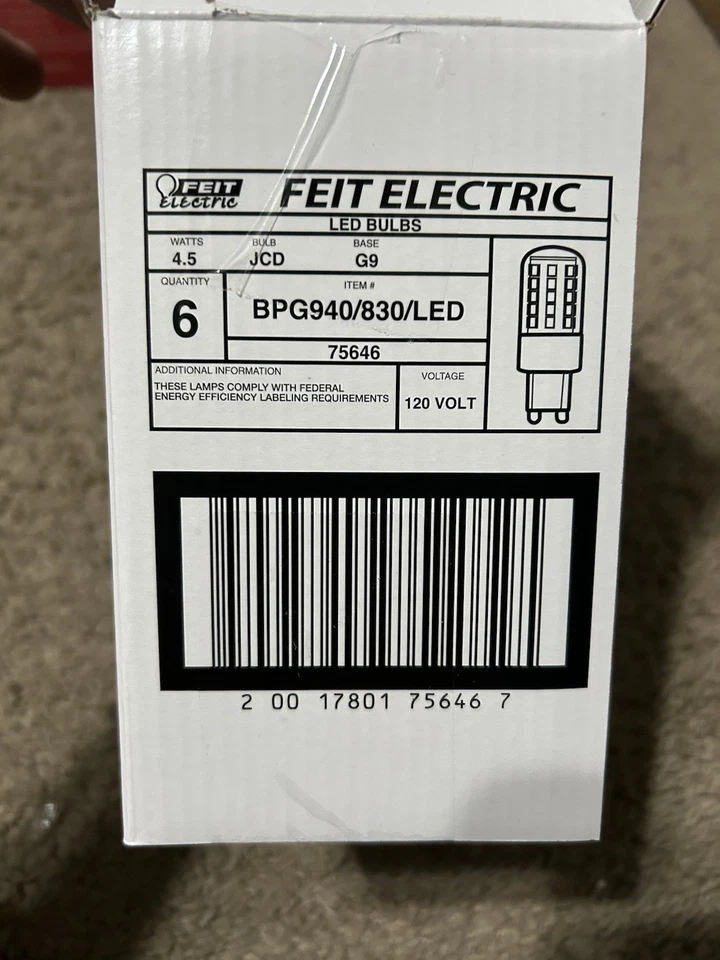 FEIT
Electric
FEIT ELECTRIC
LED BULBS
WATTS
4.5
BULB
JCD
BASE
G9
QUANTITY
6
ITEM #
BPG940/830/LED
75646
ADDITIONAL INFORMATION
THESE LAMPS COMPLY WITH FEDERAL
ENERGY EFFICIENCY LABELING REQUIREMENTS
VOLTAGE
120 VOLT
2 00 17801 75646 7